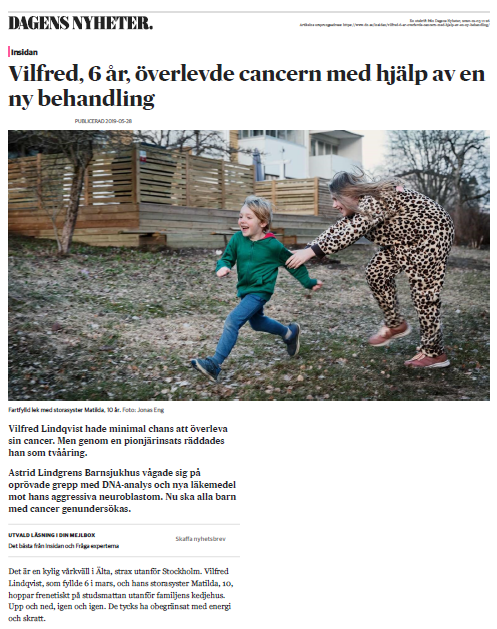 DAGENS NYHETER.
Insidan
Vilfred, 6 år, överlevde cancern med hjälp av en
ny behandling
PUBLICERAD 2019-05-28
Fartfylld lek med storasyster Matilda, 10 år. Foto: Jonas Eng
Vilfred Lindqvist hade minimal chans att överleva
sin cancer. Men genom en pionjärinsats räddades
han som tvååring.
Astrid Lindgrens Barnsjukhus vågade sig på
oprövade grepp med DNA-analys och nya läkemedel
mot hans aggressiva neuroblastom. Nu ska alla barn
med cancer genundersökas.
UTVALD LÄSNING I DIN MEJLBOX
Det bästa från Insidan och Fråga experterna
Skaffa nyhetsbrev
Det är en kylig vårkväll i Älta, strax utanför Stockholm. Vilfred
Lindqvist, som fyllde 6 i mars, och hans storasyster Matilda, 10,
hoppar frenetiskt på studsmattan utanför familjens kedjehus.
Upp och ned, igen och igen. De tycks ha obegränsat med energi
och skratt.